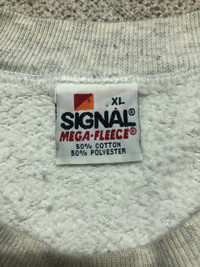 XL
SIGNAL®
MEGA-FLEECE®
50% COTTON
50% POLYESTER